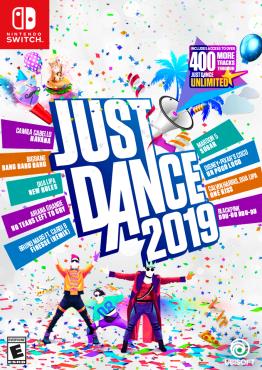 NINTENDO
SWITCH™
INCLUDES ACCESS TO OVER
400 MORE
TRACKS
THROUGH
JUST DANCE
UNLIMITED
JUST
DANCE
2019
CAMILA CABELLO
HAVANA
BIGBANG
BANG BANG BANG
DUA LIPA
NEW RULES
ARIANA GRANDE
NO TEARS LEFT TO CRY
BRUNO MARS FT. CARDI B
FINESSE (REMIX)
MAROON 5
SUGAR
DISNEY•PIXAR'S COCO
UN POCO LOCO
CALVIN HARRIS, DUA LIPA
ONE KISS
BLACKPINK
DDU-DU DDU-DU
EVERYONE
E
ESRB
UBISOFT